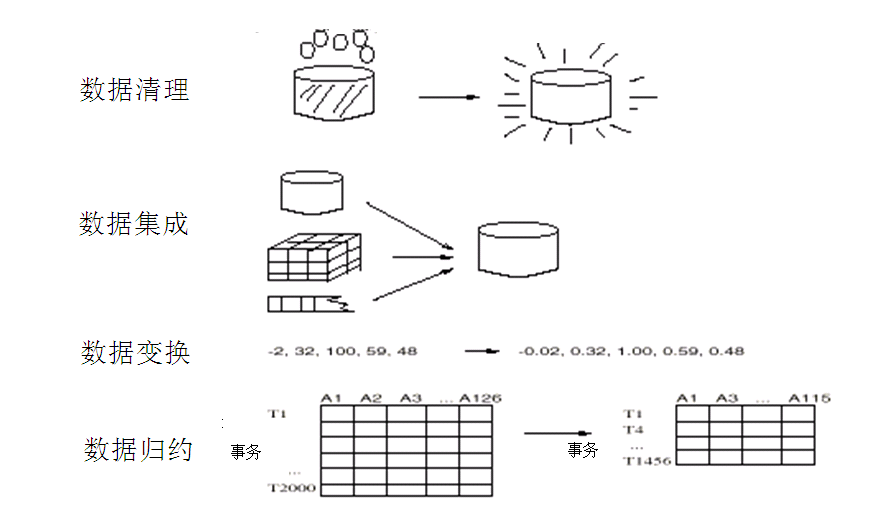 数据清理
数据集成
数据变换
-2, 32, 100, 59, 48
-0.02, 0.32, 1.00, 0.59, 0.48
数据归约
A1 A2 A3 ... A126
T1
事务
...
T2000
A1 A3 ... A115
T1
T4
事务
...
T1456